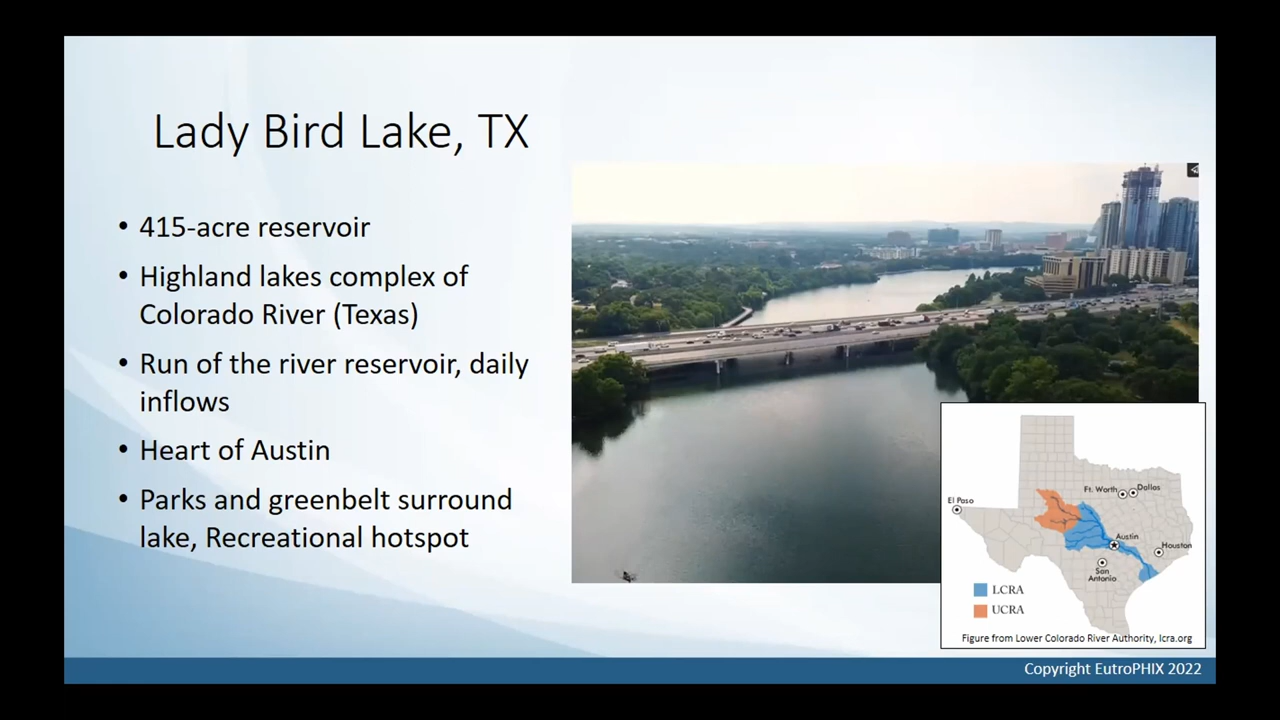 Lady Bird Lake, TX
• 415-acre reservoir
• Highland lakes complex of
Colorado River (Texas)
• Run of the river reservoir, daily
inflows
• Heart of Austin
• Parks and greenbelt surround
lake, Recreational hotspot
El Paso
Ft. Worth
Dallas
Austin
Houston
San
Antonio
LCRA
UCRA
Figure from Lower Colorado River Authority, lcra.org
Copyright EutroPHIX 2022